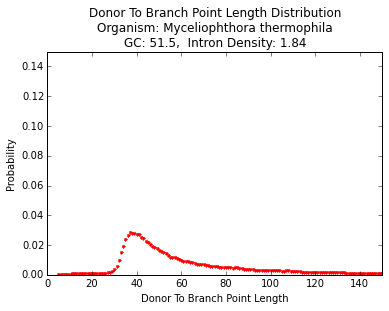 Donor To Branch Point Length Distribution
Organism: Myceliophthora thermophila
GC: 51.5,  Intron Density: 1.84
0.14
0.12
0.10
0.08
0.06
0.04
0.02
0.00
Probability
0 20 40 60 80 100 120 140
Donor To Branch Point Length